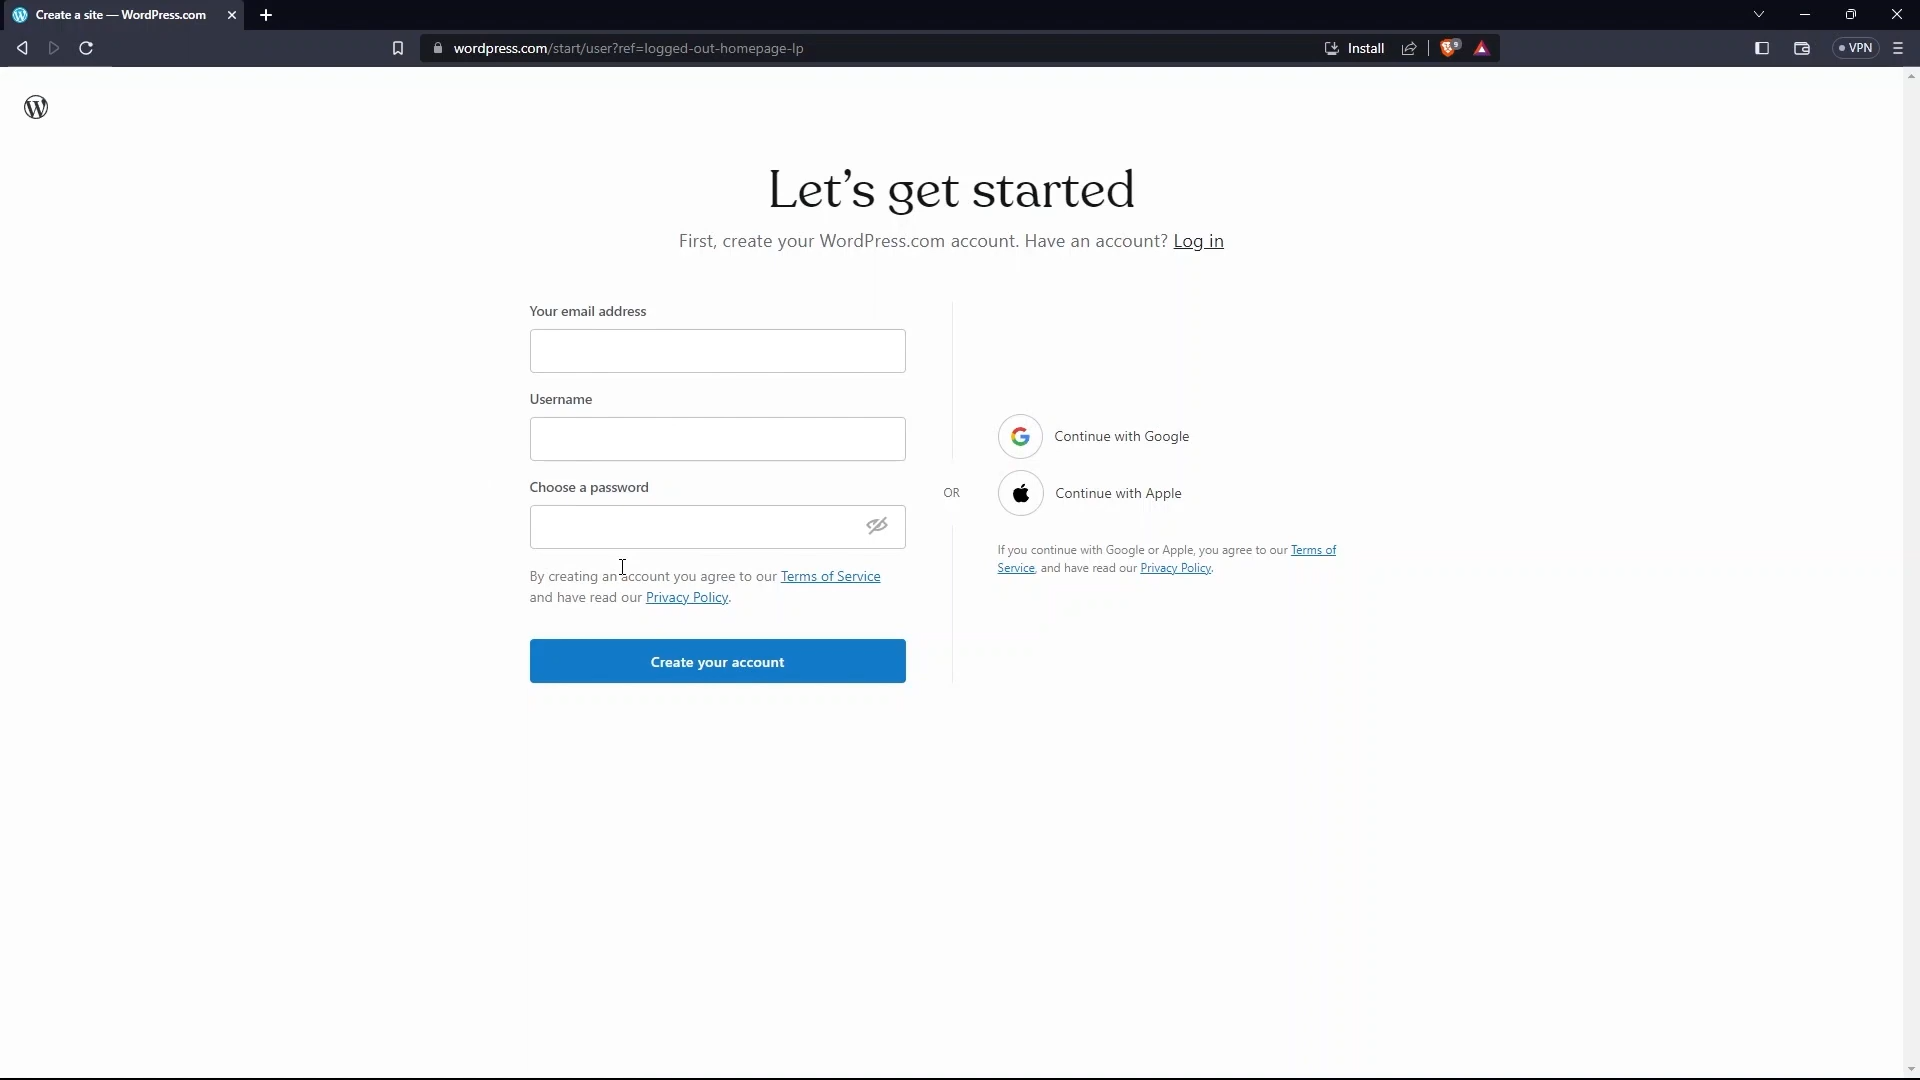 Create a site — WordPress.com
wordpress.com/start/user?ref=logged-out-homepage-lp
Install
9
VPN
Let's get started
First, create your WordPress.com account. Have an account? Log in
Your email address
Username
Choose a password
By creating an account you agree to our Terms of Service
and have read our Privacy Policy.
Create your account
OR
Continue with Google
Continue with Apple
If you continue with Google or Apple, you agree to our Terms of
Service, and have read our Privacy Policy.